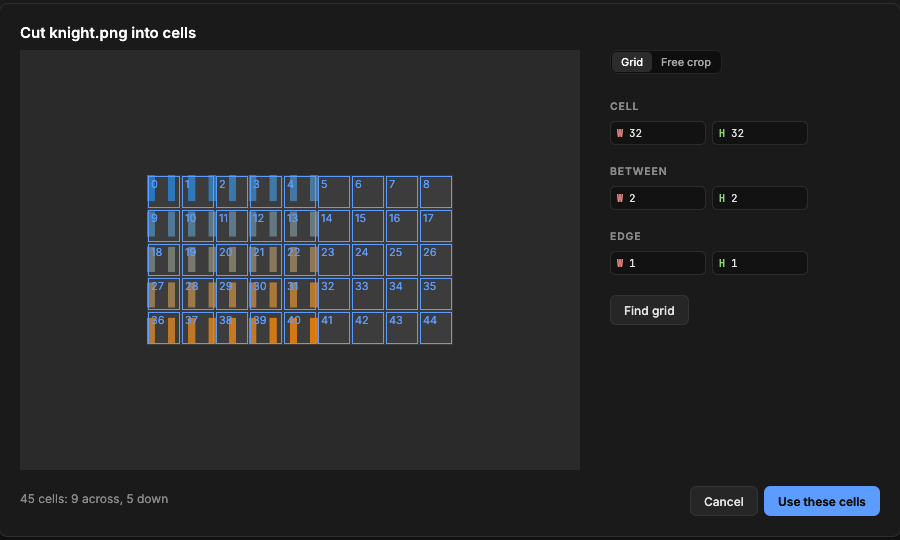 Cut knight.png into cells
Grid Free crop
CELL
W 32 H 32
BETWEEN
W 2 H 2
EDGE
W 1 H 1
Find grid
0 1 2 3 4 5 6 7 8
9 10 11 12 13 14 15 16 17
18 19 20 21 22 23 24 25 26
27 28 29 30 31 32 33 34 35
36 37 38 39 40 41 42 43 44
45 cells: 9 across, 5 down
Cancel Use these cells